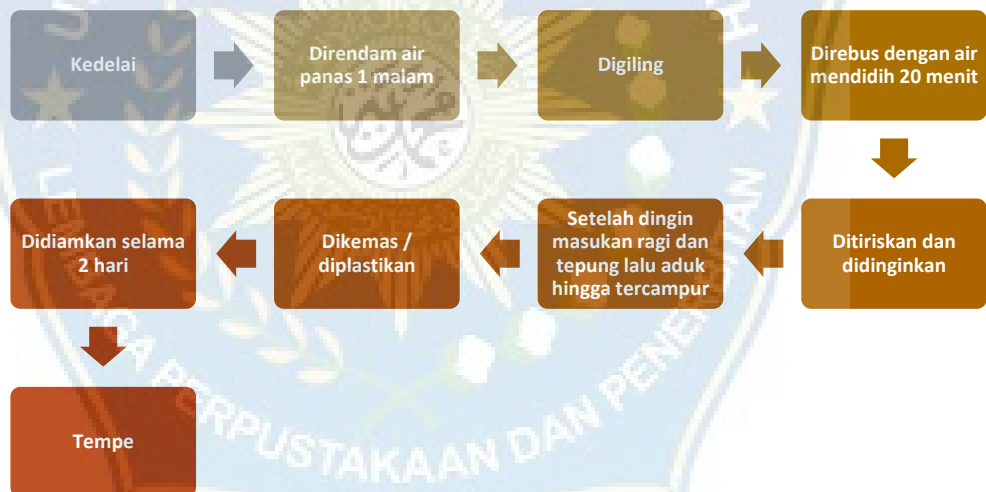 Kedelai
Direndam air
panas 1 malam
Digiling
Direbus dengan air
mendidih 20 menit
Ditiriskan dan
didinginkan
Setelah dingin
masukan ragi dan
tepung lalu aduk
hingga tercampur
Dikemas /
diplastikan
Didiamkan selama
2 hari
Tempe
PERPUSTAKAAN DAN